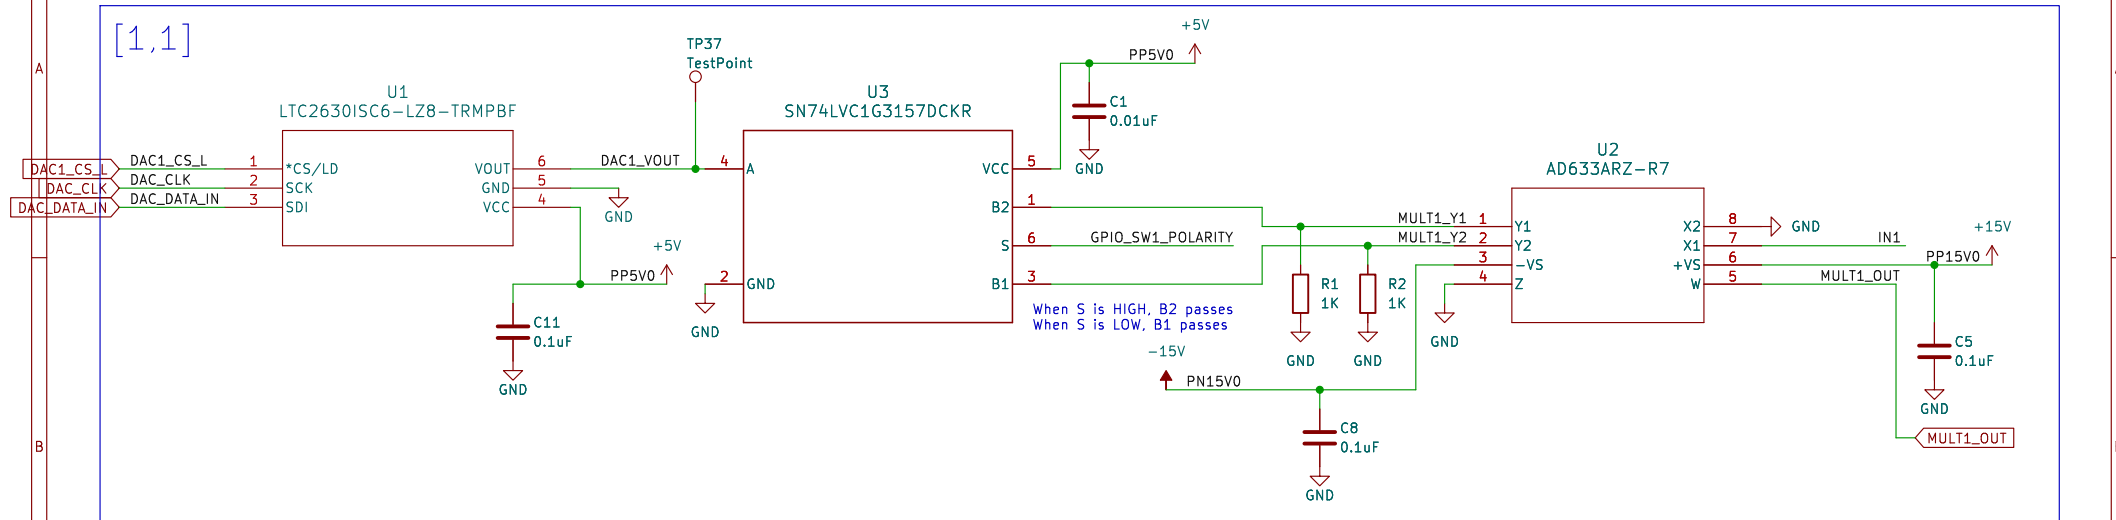 [1,1]
A
B
DAC1_CS_L
DAC_CLK
DAC_DATA_IN
DAC1_CS_L
DAC_CLK
DAC_DATA_IN
U1
LTC2630ISC6-LZ8-TRMPBF
1
2
3
*CS/LD
SCK
SDI
VOUT
GND
VCC
6
5
4
GND
+5V
PP5V0
C11
0.1uF
GND
TP37
TestPoint
DAC1_VOUT
U3
SN74LVC1G3157DCKR
4
A
2
GND
GND
VCC
5
B2
1
S
6
B1
3
+5V
PP5V0
C1
0.01uF
GND
GPIO_SW1_POLARITY
When S is HIGH, B2 passes
When S is LOW, B1 passes
-15V
PN15V0
C8
0.1uF
GND
R1
1K
GND
R2
1K
GND
MULT1_Y1
MULT1_Y2
GND
U2
AD633ARZ-R7
1
2
3
4
Y1
Y2
-VS
Z
X2
X1
+VS
W
8
7
6
5
GND
IN1
PP15V0
+15V
MULT1_OUT
C5
0.1uF
GND
MULT1_OUT